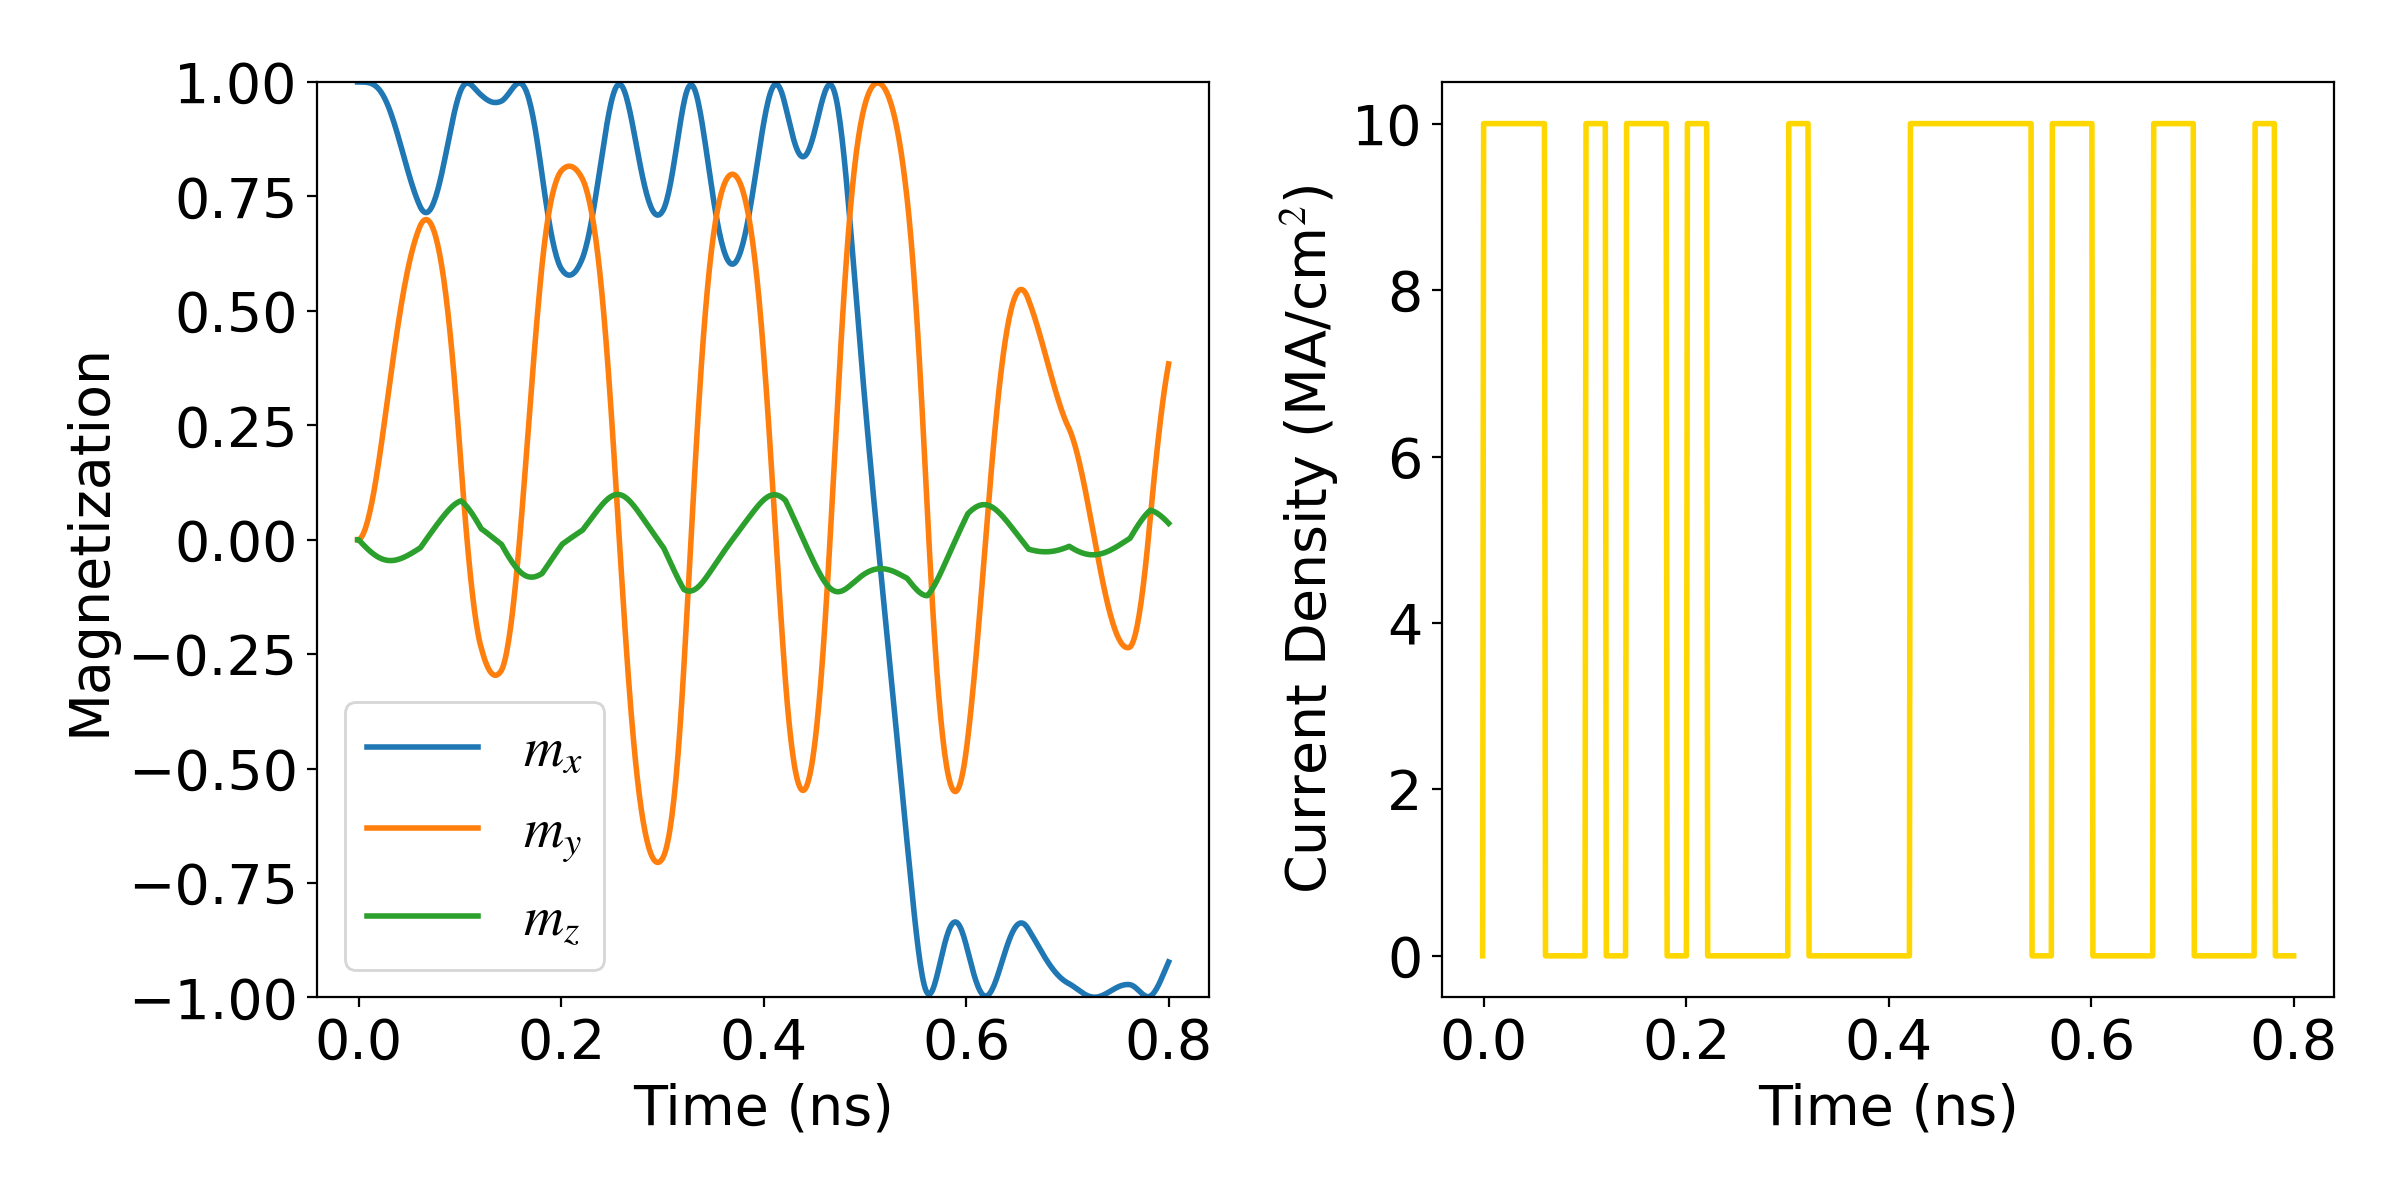 1.00
0.75
0.50
0.25
0.00
−0.25
−0.50
−0.75
−1.00
Magnetization
m_x
m_y
m_z
0.0 0.2 0.4 0.6 0.8
Time (ns)
10
8
6
4
2
0
Current Density (MA/cm²)
0.0 0.2 0.4 0.6 0.8
Time (ns)